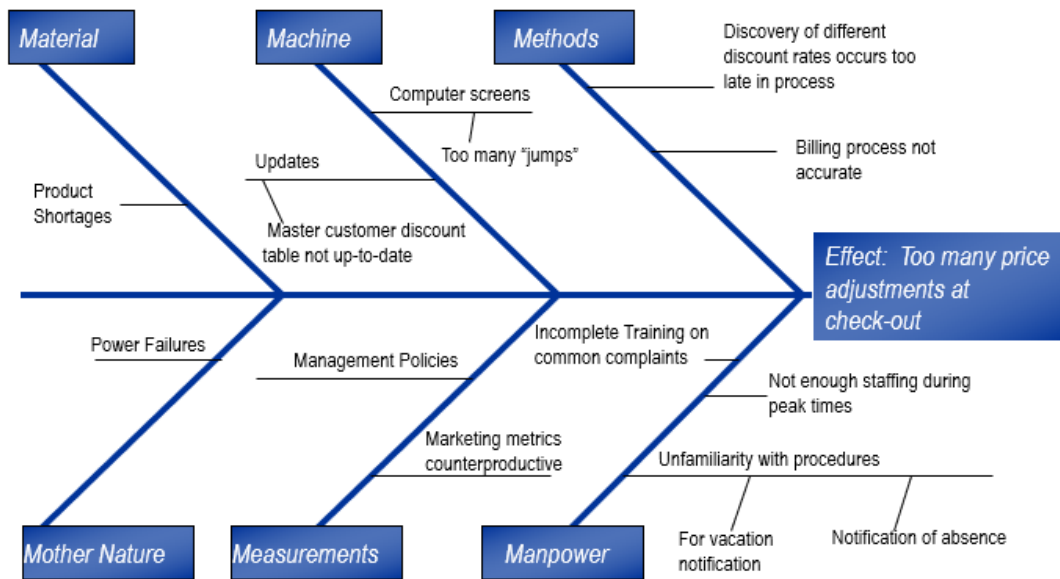 Material
Machine
Methods
Discovery of different
discount rates occurs too
late in process
Computer screens
Too many “jumps”
Billing process not
accurate
Updates
Product
Shortages
Master customer discount
table not up-to-date
Effect:  Too many price
adjustments at
check-out
Power Failures
Management Policies
Incomplete Training on
common complaints
Not enough staffing during
peak times
Marketing metrics
counterproductive
Unfamiliarity with procedures
For vacation
notification
Notification of absence
Mother Nature
Measurements
Manpower